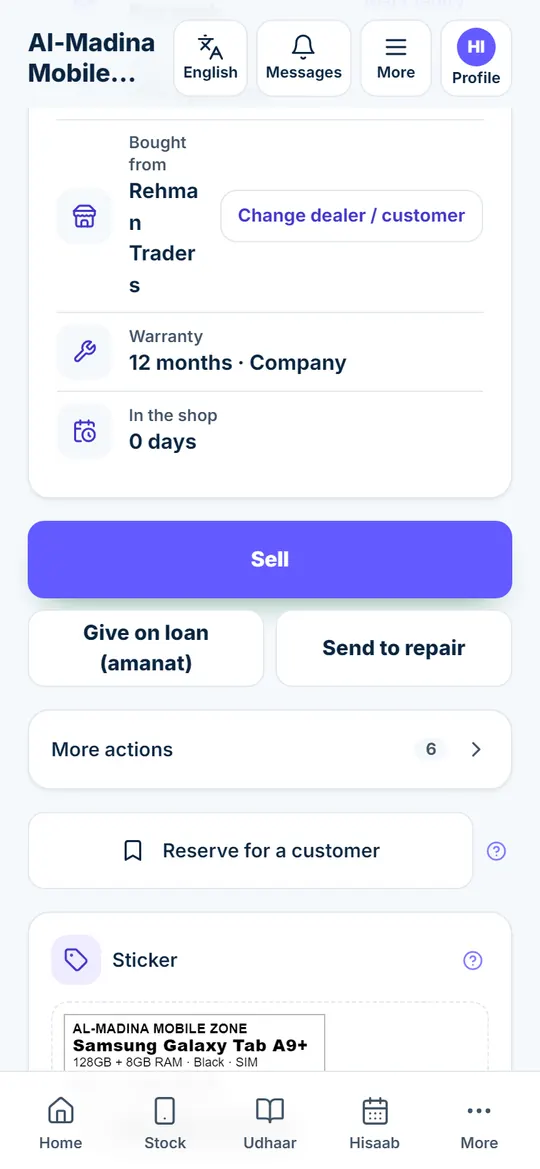 Al-Madina
Mobile...
English
Messages
More
HI
Profile
Bought
from
Rehma
n
Trader
s
Change dealer / customer
Warranty
12 months · Company
In the shop
0 days
Sell
Give on loan
(amanat)
Send to repair
More actions
6
Reserve for a customer
Sticker
AL-MADINA MOBILE ZONE
Samsung Galaxy Tab A9+
128GB + 8GB RAM · Black · SIM
Home
Stock
Udhaar
Hisaab
More